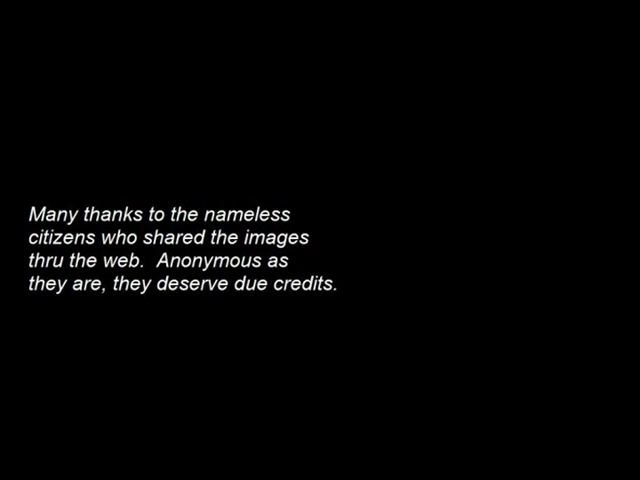 Many thanks to the nameless
citizens who shared the images
thru the web.  Anonymous as
they are, they deserve due credits.